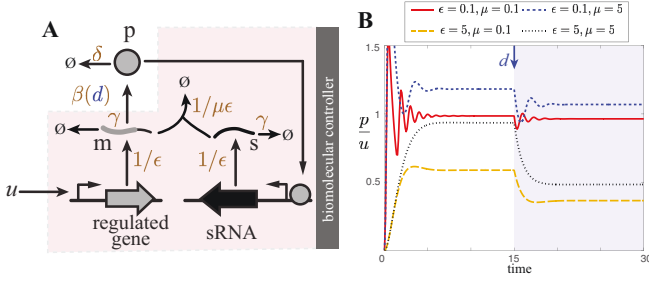 A
p
ø
δ
β(d)
ø
1/με
ø
γ
m
γ
s
ø
1/ε
1/ε
u
regulated
gene
sRNA
biomolecular controller
B
ϵ = 0.1, μ = 0.1
ϵ = 0.1, μ = 5
ϵ = 5, μ = 0.1
ϵ = 5, μ = 5
d
1.5
p/u
1
0.5
0
15
30
time